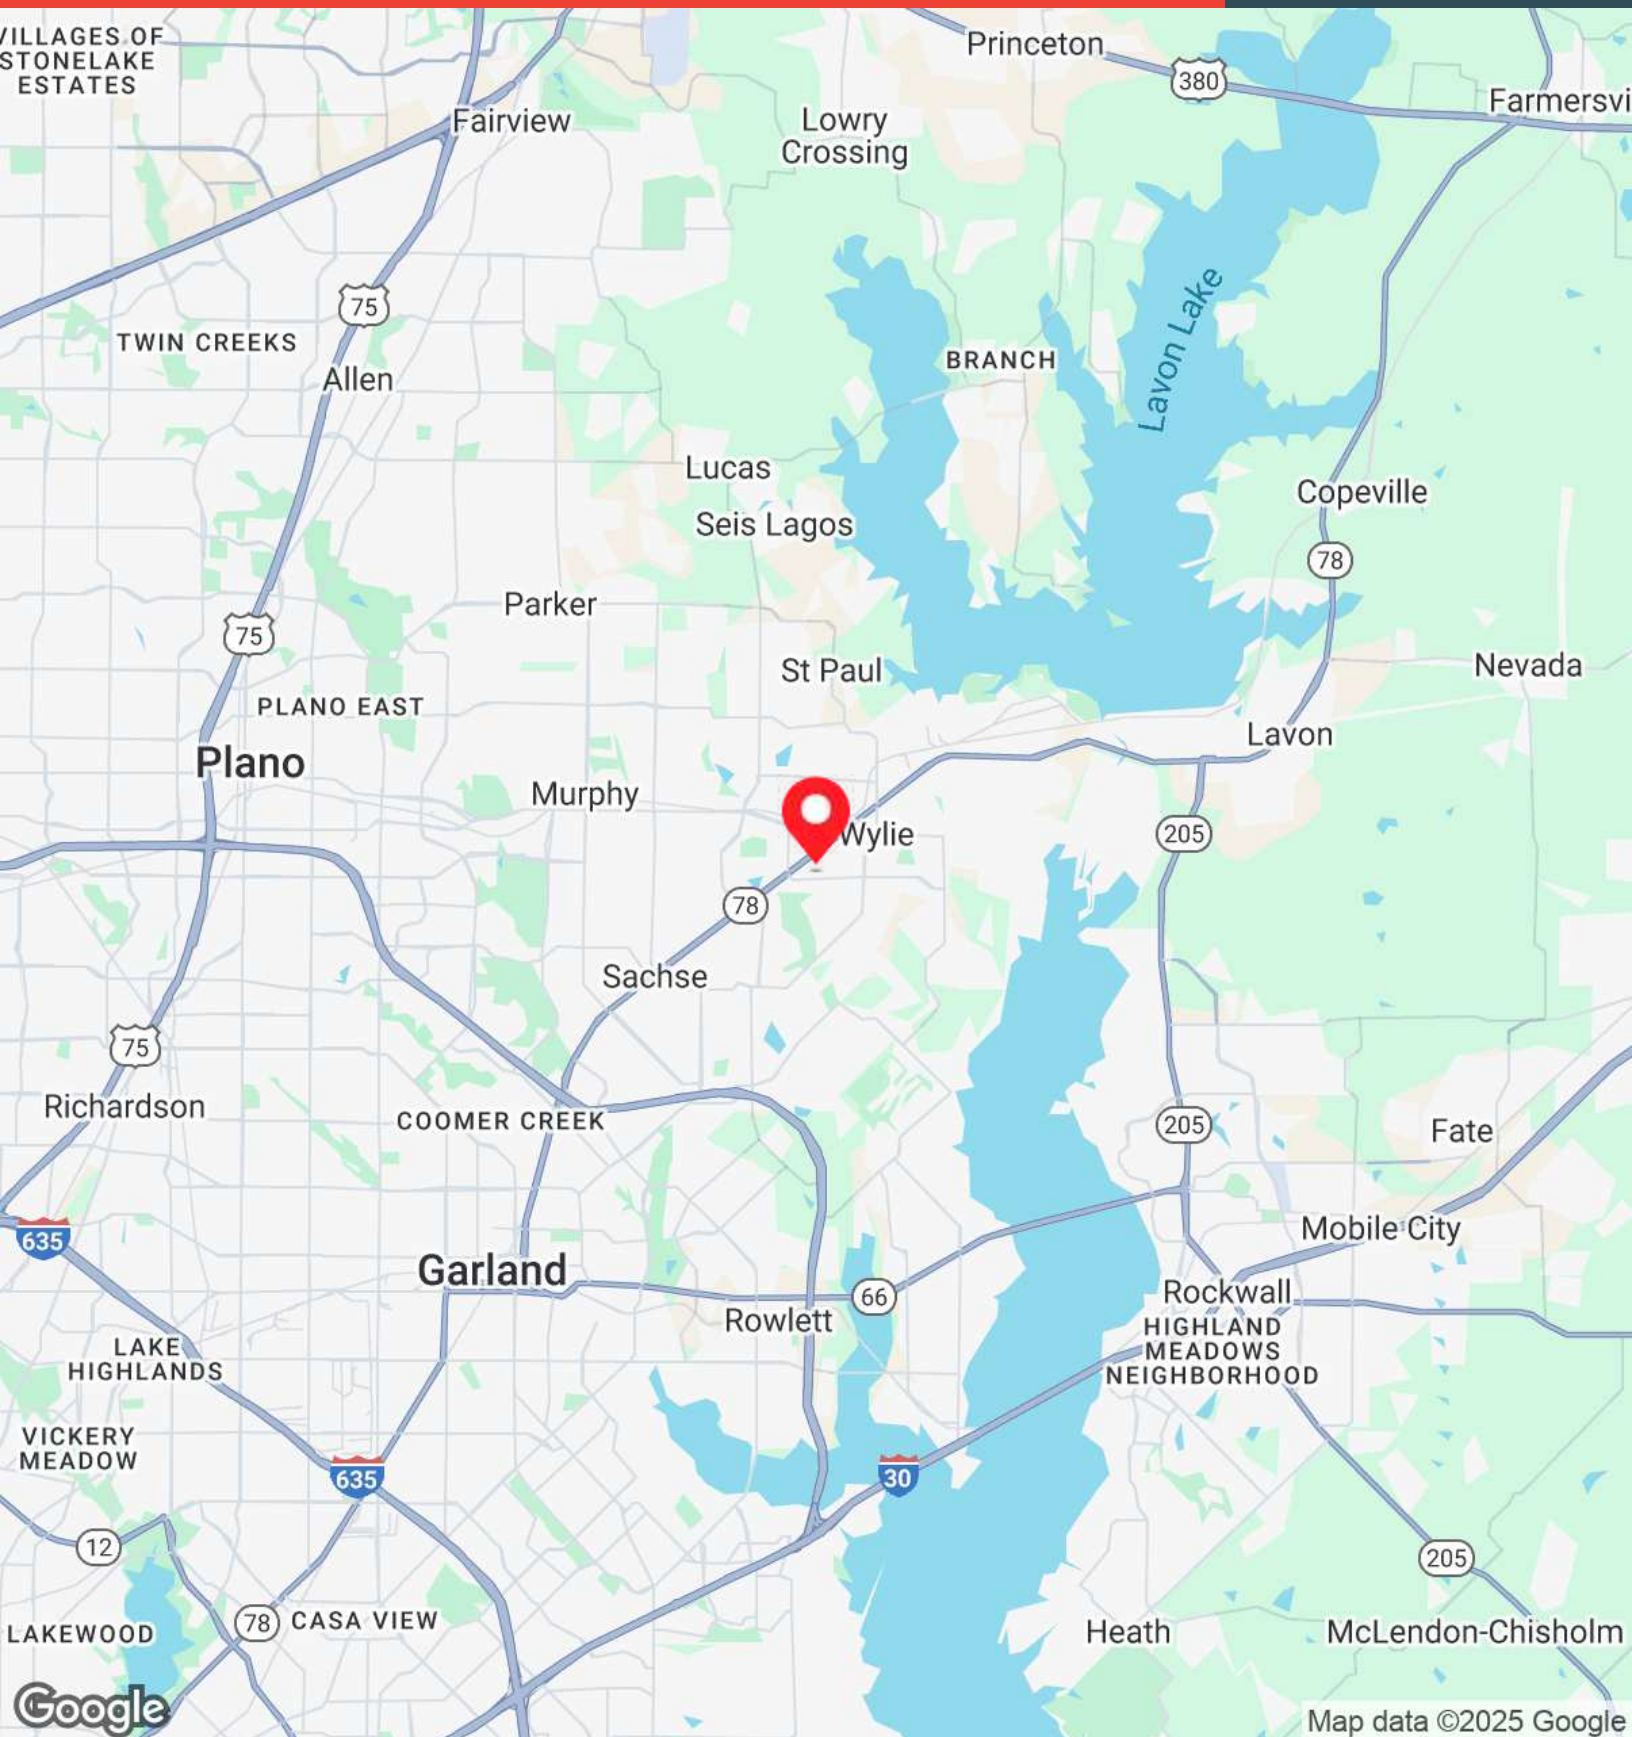 VILLAGES OF
STONELAKE
ESTATES
Princeton
380
Farmersvi
Fairview
Lowry
Crossing
75
TWIN CREEKS
Allen
BRANCH
Lavon Lake
Lucas
Seis Lagos
Copeville
78
Parker
75
St Paul
Nevada
PLANO EAST
Plano
Lavon
Murphy
Wylie
205
78
Sachse
75
Richardson
COOMER CREEK
205
Fate
635
Mobile City
Garland
66
Rockwall
Rowlett
HIGHLAND
MEADOWS
NEIGHBORHOOD
LAKE
HIGHLANDS
VICKERY
MEADOW
635
30
12
205
78
CASA VIEW
LAKEWOOD
Heath
McLendon-Chisholm
Google
Map data ©2025 Google